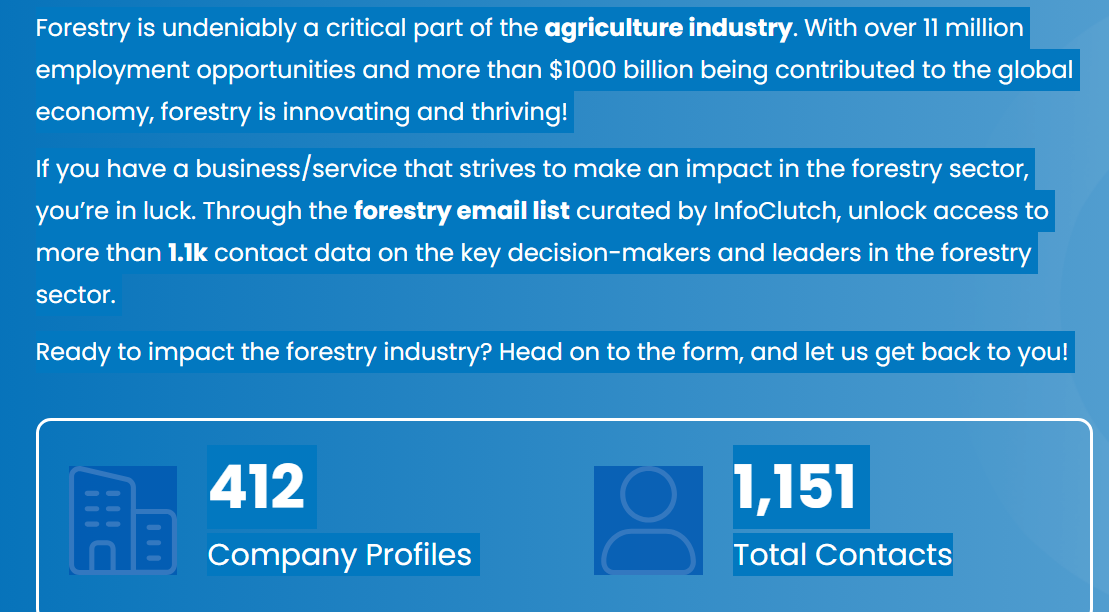 Forestry is undeniably a critical part of the agriculture industry. With over 11 million
employment opportunities and more than $1000 billion being contributed to the global
economy, forestry is innovating and thriving!
If you have a business/service that strives to make an impact in the forestry sector,
you’re in luck. Through the forestry email list curated by InfoClutch, unlock access to
more than 1.1k contact data on the key decision-makers and leaders in the forestry
sector.
Ready to impact the forestry industry? Head on to the form, and let us get back to you!
412
Company Profiles
1,151
Total Contacts